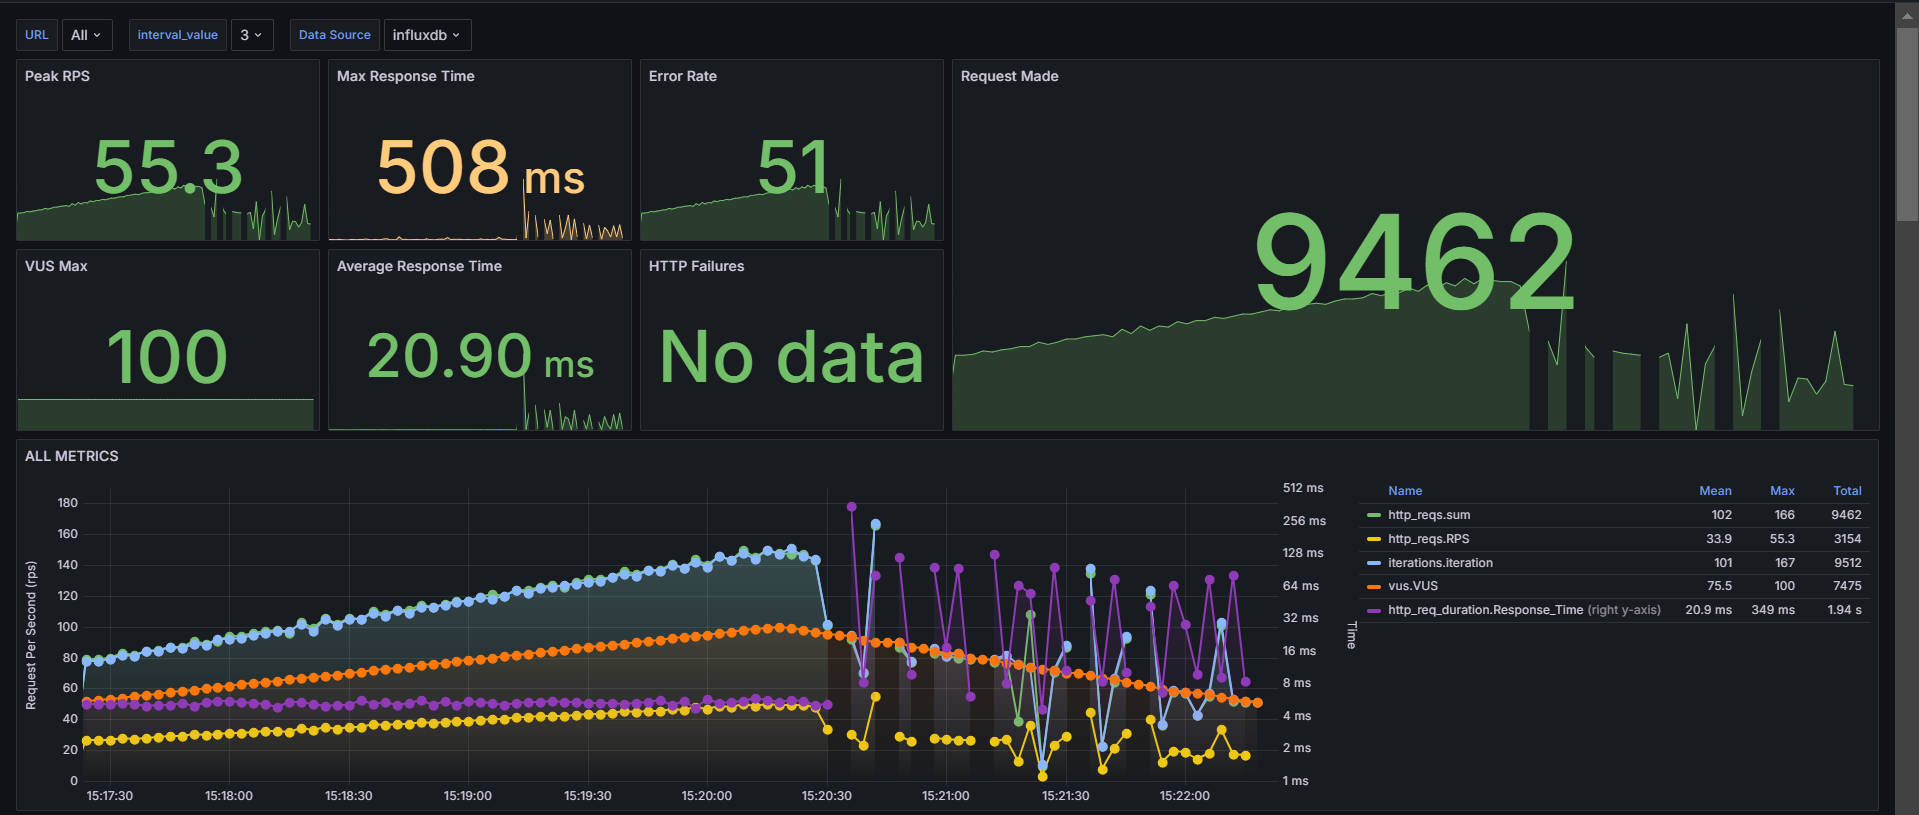 URL All interval_value 3 Data Source influxdb
Peak RPS
55.3
Max Response Time
508 ms
Error Rate
51
Request Made
9462
VUS Max
100
Average Response Time
20.90 ms
HTTP Failures
No data
ALL METRICS
Request Per Second (rps)
180
160
140
120
100
80
60
40
20
0
15:17:30 15:18:00 15:18:30 15:19:00 15:19:30 15:20:00 15:20:30 15:21:00 15:21:30 15:22:00
512 ms
256 ms
128 ms
64 ms
32 ms
16 ms
8 ms
4 ms
2 ms
1 ms
Time
Name Mean Max Total
http_reqs.sum 102 166 9462
http_reqs.RPS 33.9 55.3 3154
iterations.iteration 101 167 9512
vus.VUS 75.5 100 7475
http_req_duration.Response_Time (right y-axis) 20.9 ms 349 ms 1.94 s